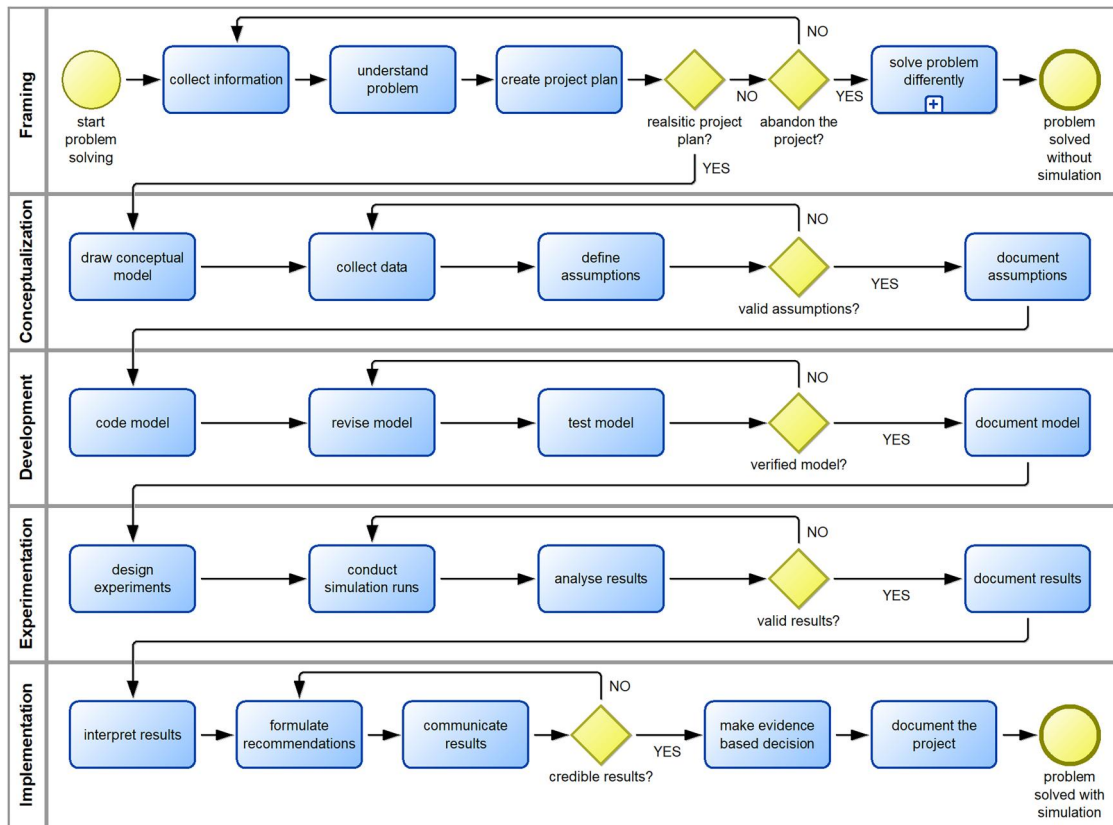 Framing
NO
collect information
understand
problem
create project plan
solve problem
differently
NO
YES
start
problem
solving
realsitic project
plan?
abandon the
project?
problem
solved
without
simulation
YES
Conceptualization
NO
draw conceptual
model
collect data
define
assumptions
document
assumptions
YES
valid assumptions?
Development
NO
code model
revise model
test model
document model
YES
verified model?
Experimentation
NO
design
experiments
conduct
simulation runs
analyse results
document results
YES
valid results?
Implementation
NO
interpret results
formulate
recommendations
communicate
results
make evidence
based decision
document the
project
YES
credible results?
problem
solved with
simulation